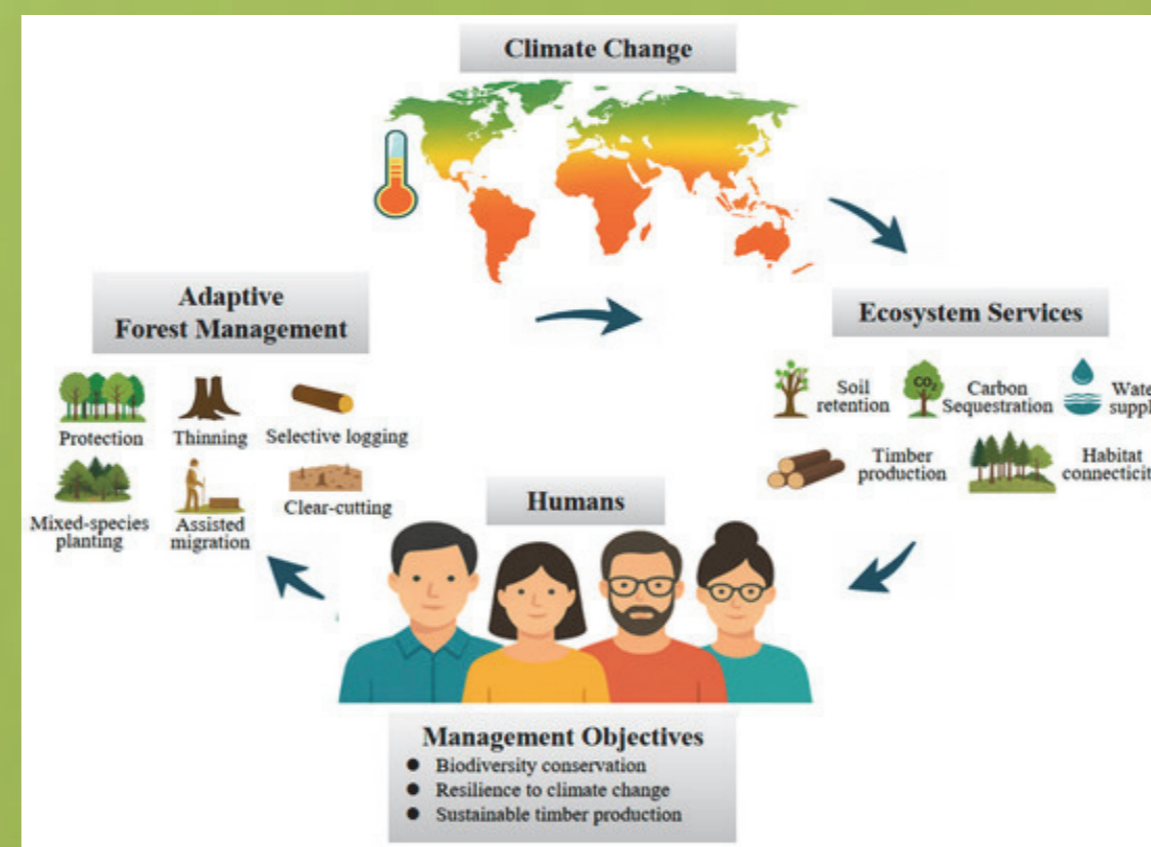 Climate Change
Adaptive
Forest Management
Protection
Thinning
Selective logging
Mixed-species
planting
Assisted
migration
Clear-cutting
Ecosystem Services
Soil
retention
CO₂
Carbon
Sequestration
Timber
production
Habitat
Humans
Management Objectives
● Biodiversity conservation
● Resilience to climate change
● Sustainable timber production